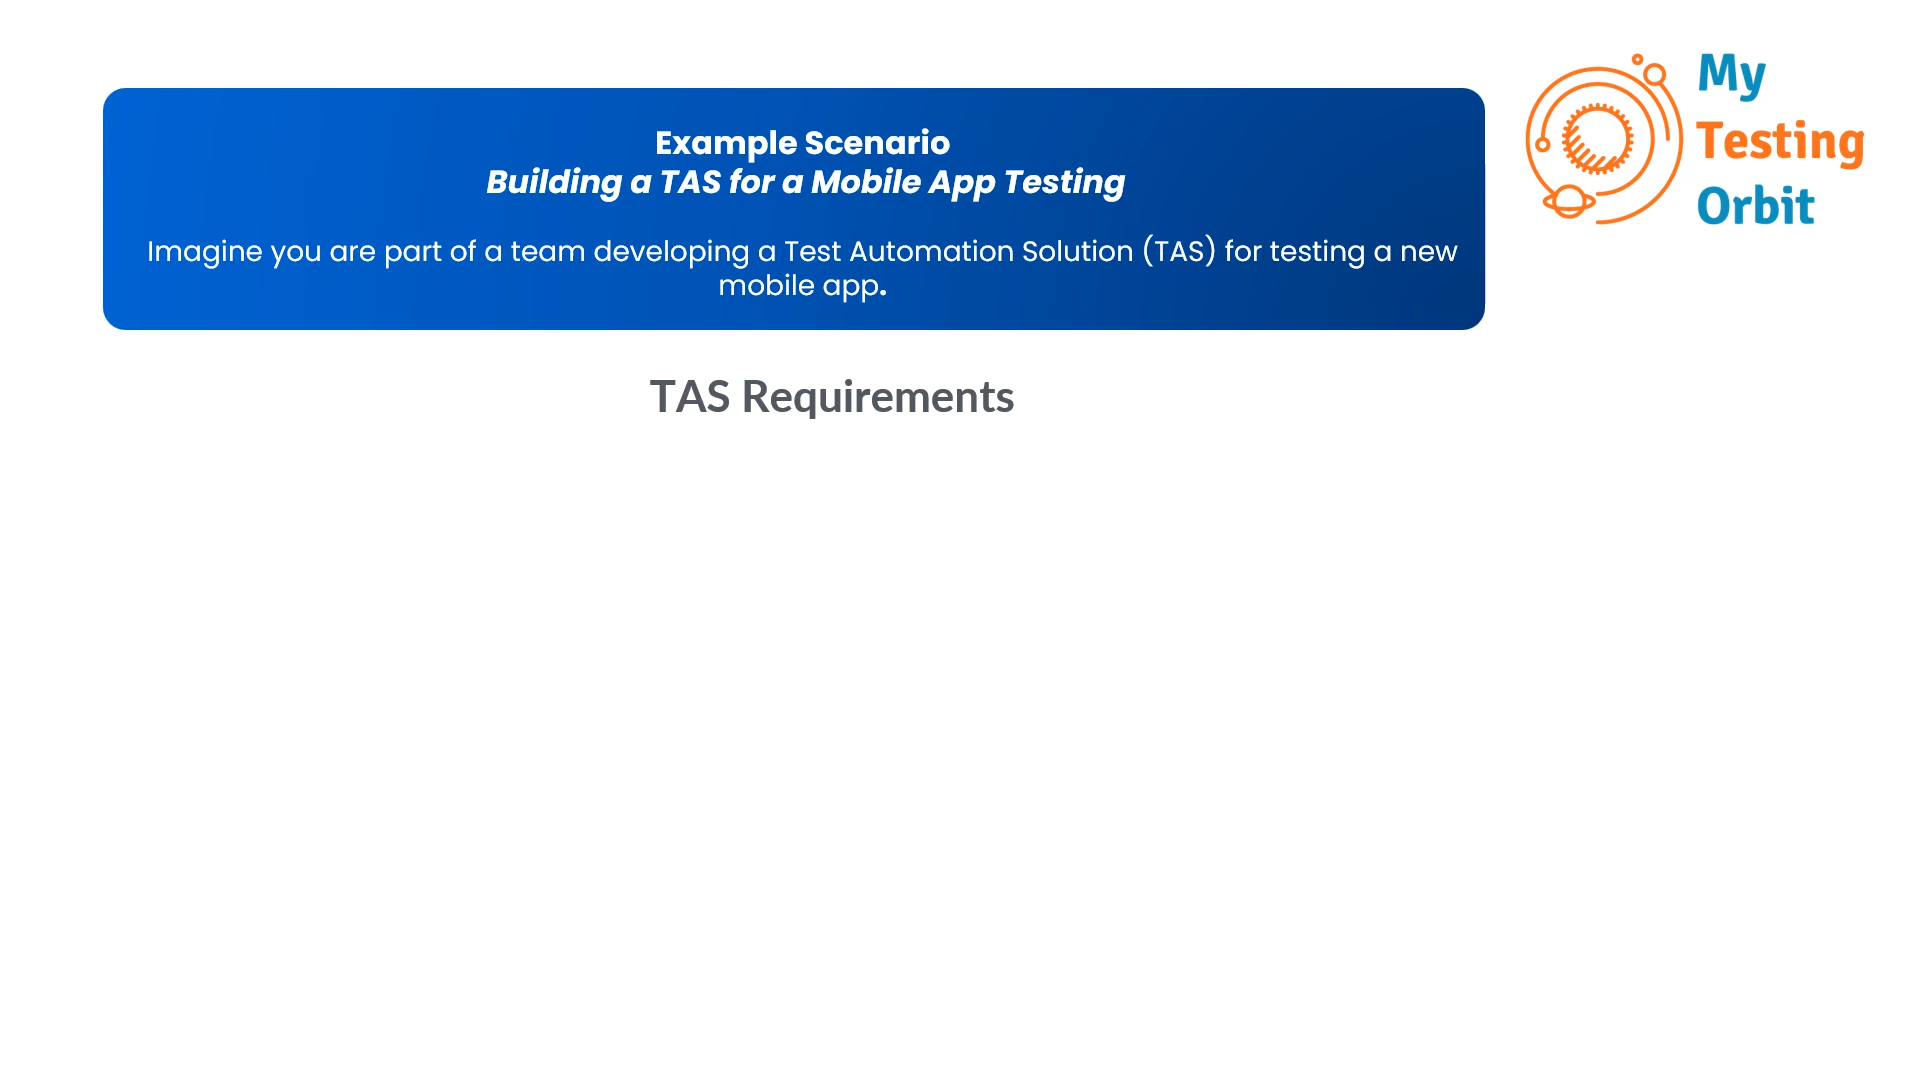 Example Scenario
Building a TAS for a Mobile App Testing
Imagine you are part of a team developing a Test Automation Solution (TAS) for testing a new
mobile app.
My
Testing
Orbit
TAS Requirements